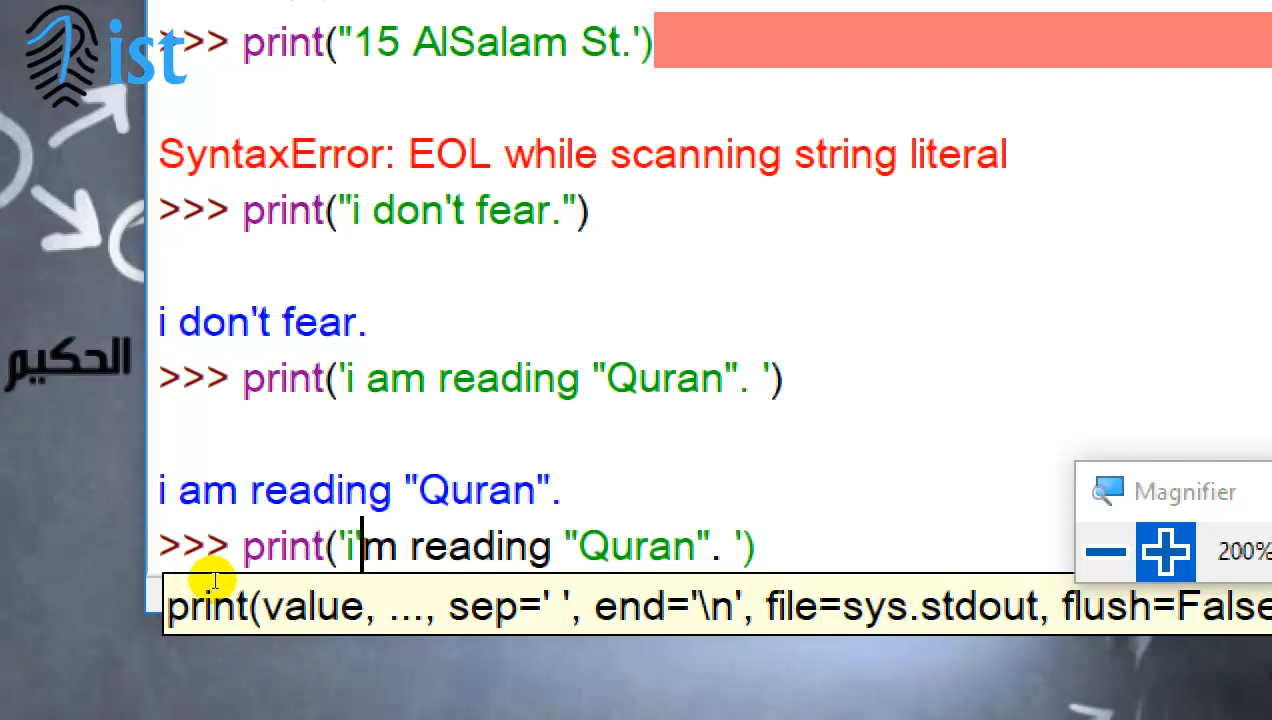 >>> print("15 AlSalam St.')
1ist
SyntaxError: EOL while scanning string literal
>>> print("i don't fear.")
i don't fear.
الحكيم
>>> print('i am reading "Quran". ')
i am reading "Quran".
Magnifier
>>> print('i'm reading "Quran". ')
200%
print(value, ..., sep=' ', end='\n', file=sys.stdout, flush=False